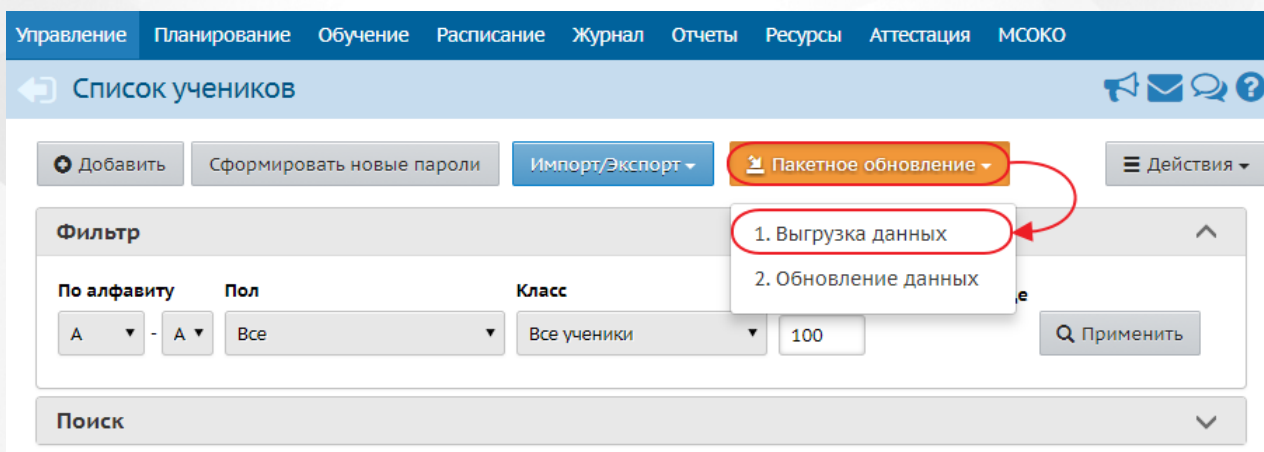 Управление Планирование Обучение Расписание Журнал Отчеты Ресурсы Аттестация МСОКО
Список учеников
Добавить Сформировать новые пароли Импорт/Экспорт Пакетное обновление Действия
1. Выгрузка данных
2. Обновление данных
Фильтр
По алфавиту Пол Класс
А - А Все Все ученики 100 Применить
Поиск